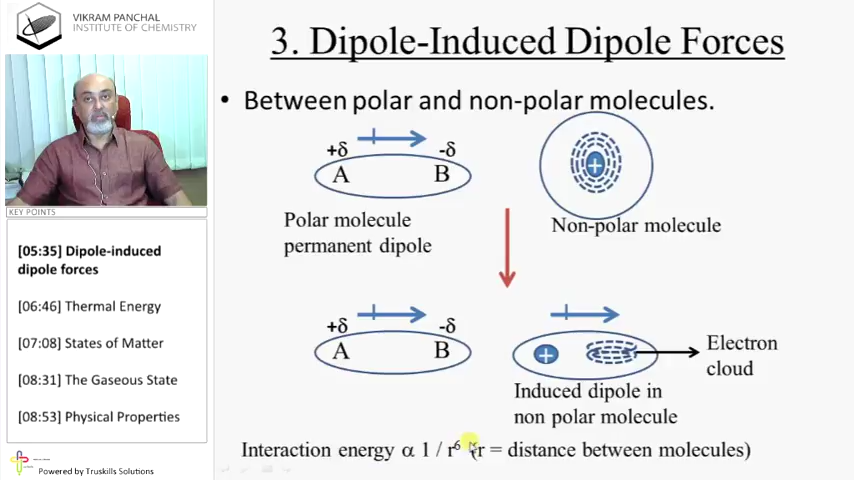 VIKRAM PANCHAL
INSTITUTE OF CHEMISTRY
3. Dipole-Induced Dipole Forces
• Between polar and non-polar molecules.
+δ
-δ
A
B
+
Polar molecule
permanent dipole
Non-polar molecule
+δ
-δ
A
B
+
Electron
cloud
Induced dipole in
non polar molecule
Interaction energy α 1 / r⁶ (r = distance between molecules)
KEY POINTS
[05:35] Dipole-induced
dipole forces
[06:46] Thermal Energy
[07:08] States of Matter
[08:31] The Gaseous State
[08:53] Physical Properties
Powered by Truskills Solutions